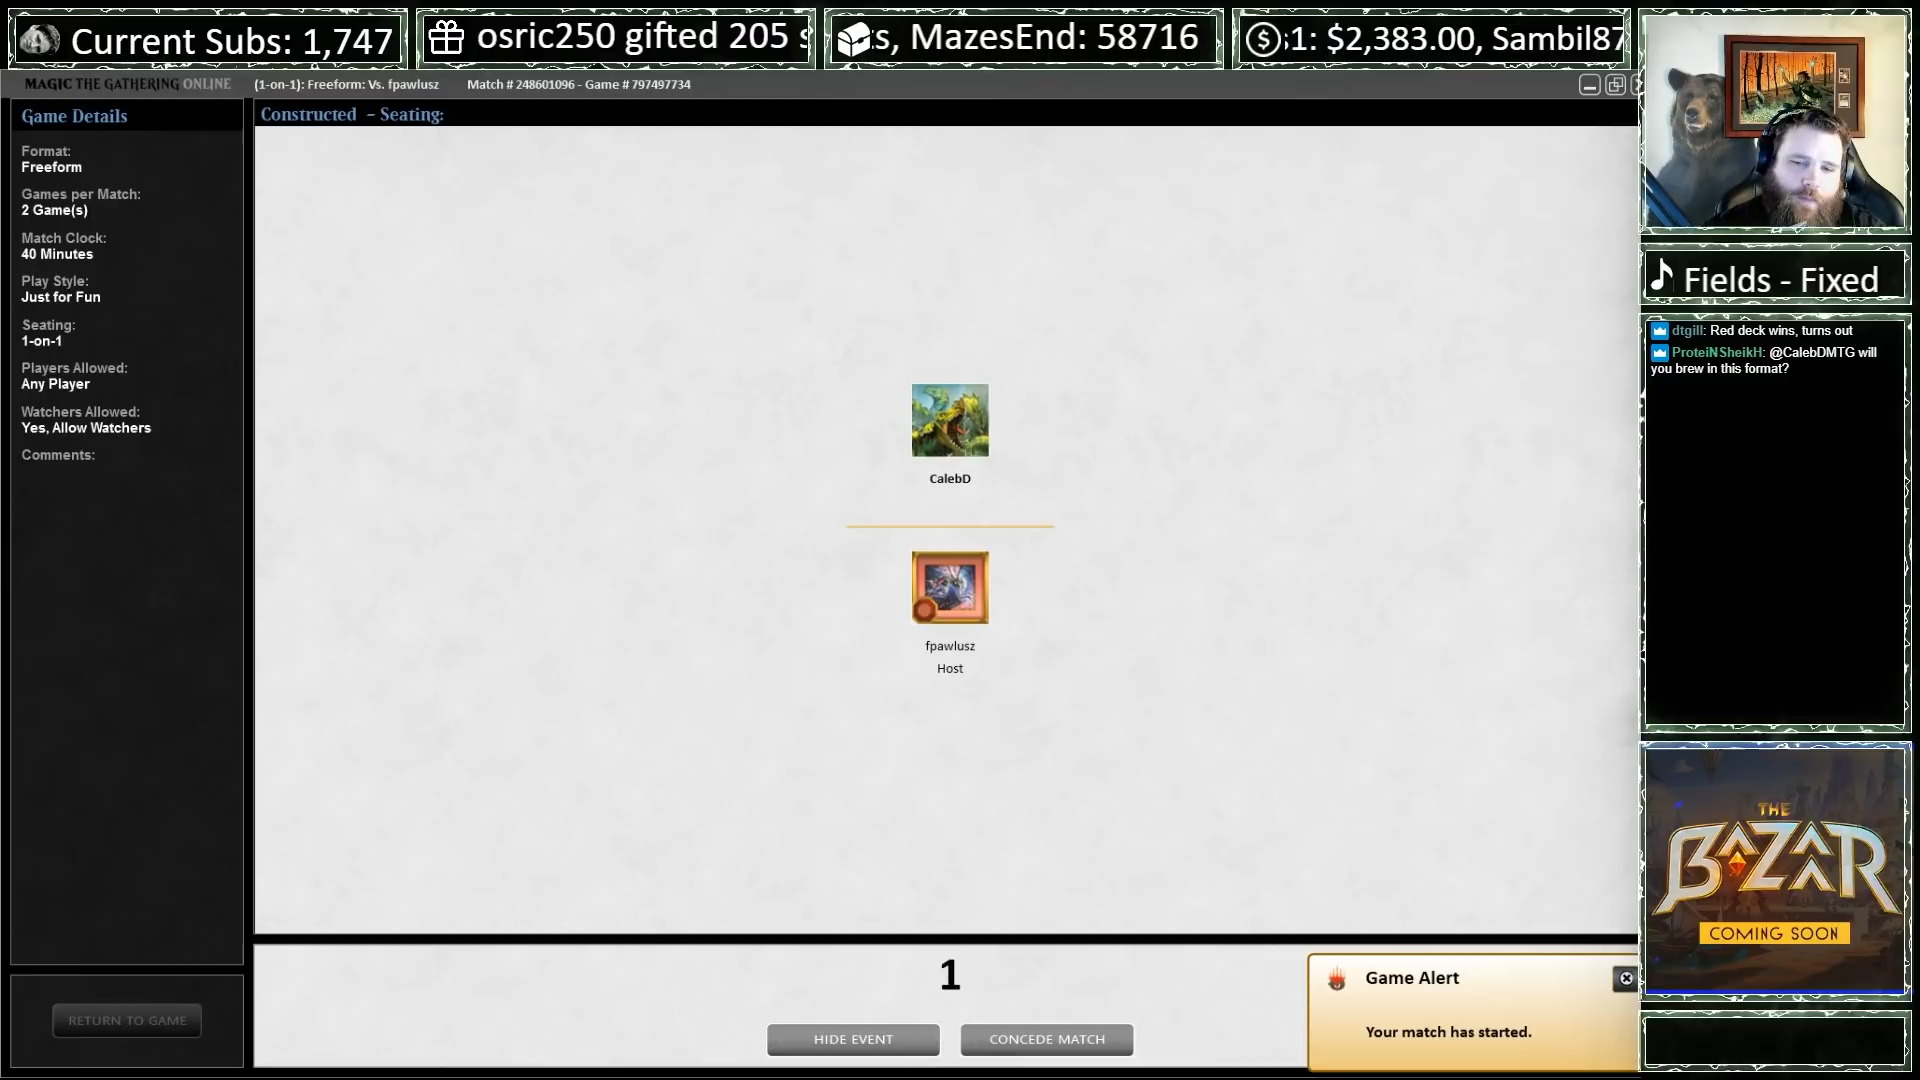 Current Subs: 1,747
osric250 gifted 205
s, MazesEnd: 58716
1: $2,383.00, Sambil87
MAGIC THE GATHERING ONLINE
(1-on-1): Freeform: Vs. fpawlusz
Match # 248601096 - Game # 797497734
Game Details
Format:
Freeform
Games per Match:
2 Game(s)
Match Clock:
40 Minutes
Play Style:
Just for Fun
Seating:
1-on-1
Players Allowed:
Any Player
Watchers Allowed:
Yes, Allow Watchers
Comments:
RETURN TO GAME
Constructed - Seating:
CalebD
fpawlusz
Host
1
HIDE EVENT
CONCEDE MATCH
Game Alert
Your match has started.
Fields - Fixed
dtgill: Red deck wins, turns out
ProteiNSheikH: @CalebDMTG will
you brew in this format?
THE
BAZAAR
COMING SOON